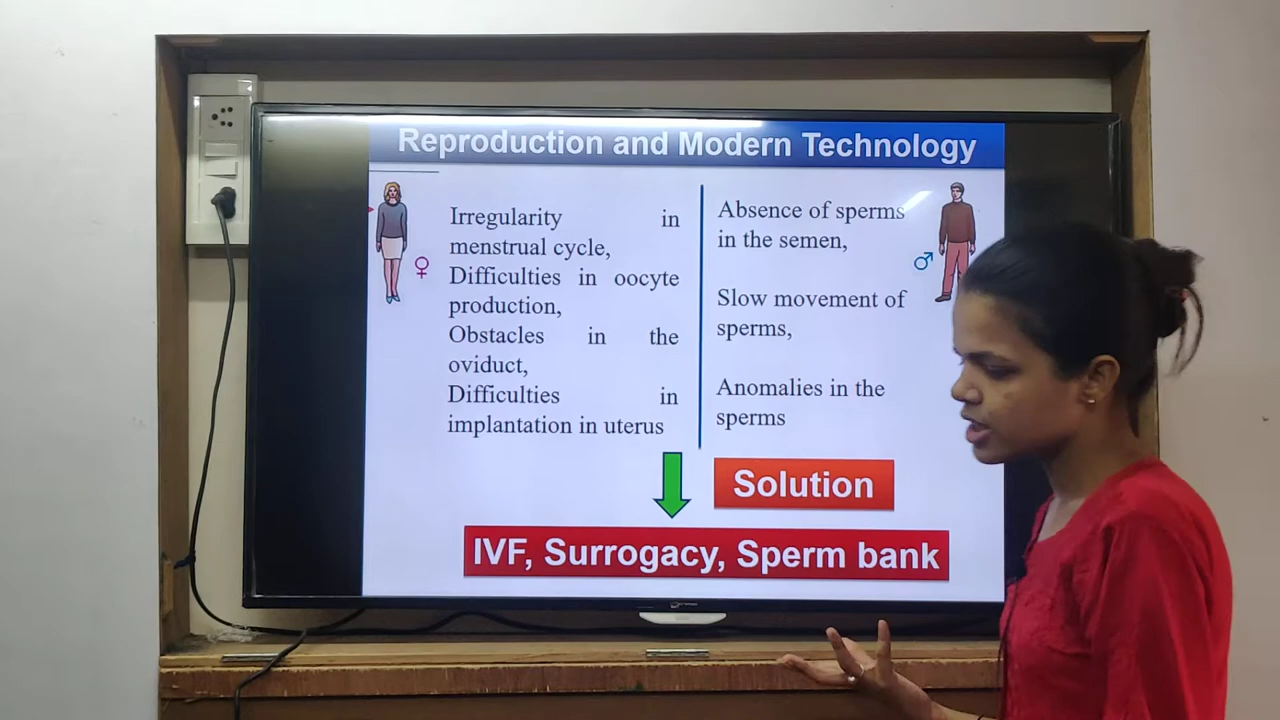 Reproduction and Modern Technology
Irregularity in
menstrual cycle,
Difficulties in oocyte
production,
Obstacles in the
oviduct,
Difficulties in
implantation in uterus
Absence of sperms
in the semen,
Slow movement of
sperms,
Anomalies in the
sperms
Solution
IVF, Surrogacy, Sperm bank